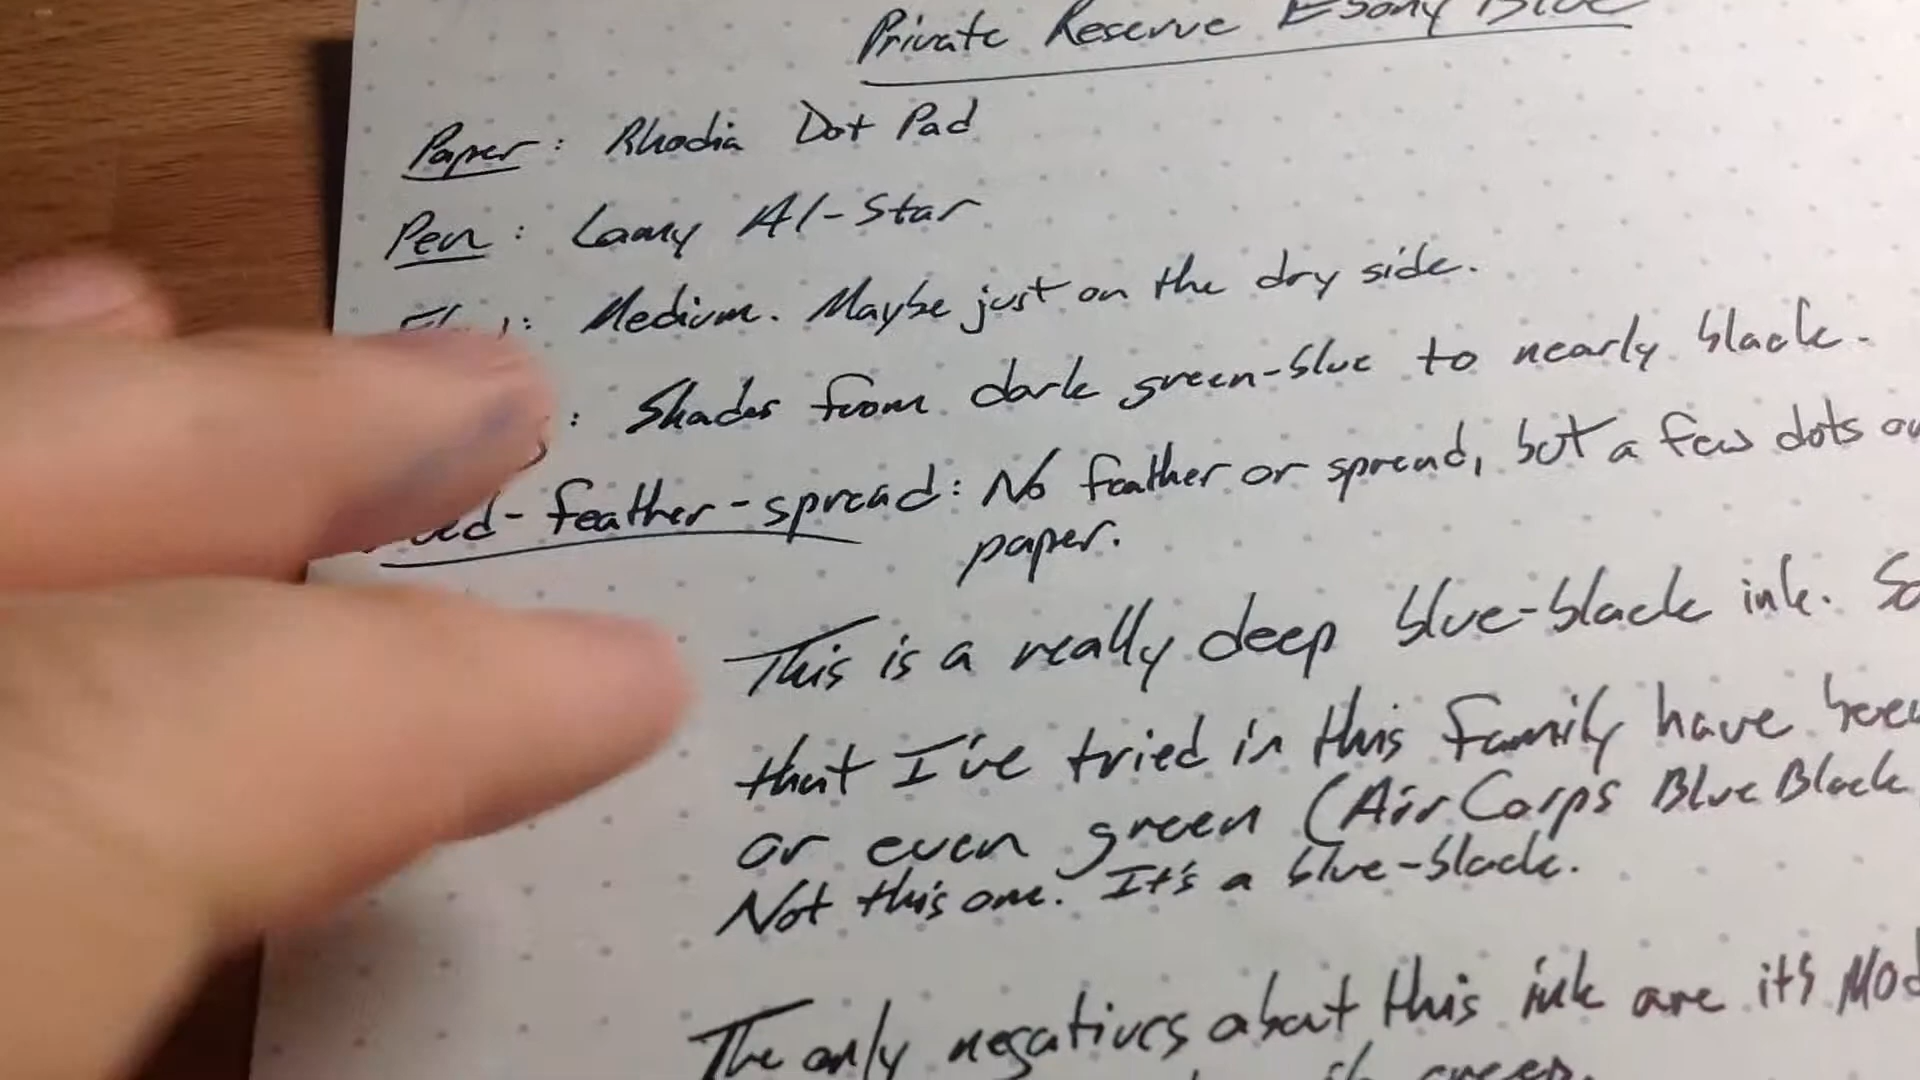 Private Reserve Ebony Blue
Paper: Rhodia Dot Pad
Pen: Lamy Al-Star
Medium. Maybe just on the dry side.
: Shades from dark green-blue to nearly black.
-feather-spread: No feather or spread, but a few dots
paper.
This is a really deep blue-black ink.
that I've tried in this family have
or even green (Air Corps Blue Black
Not this one. It's a blue-black.
The only negatives about this ink are it's